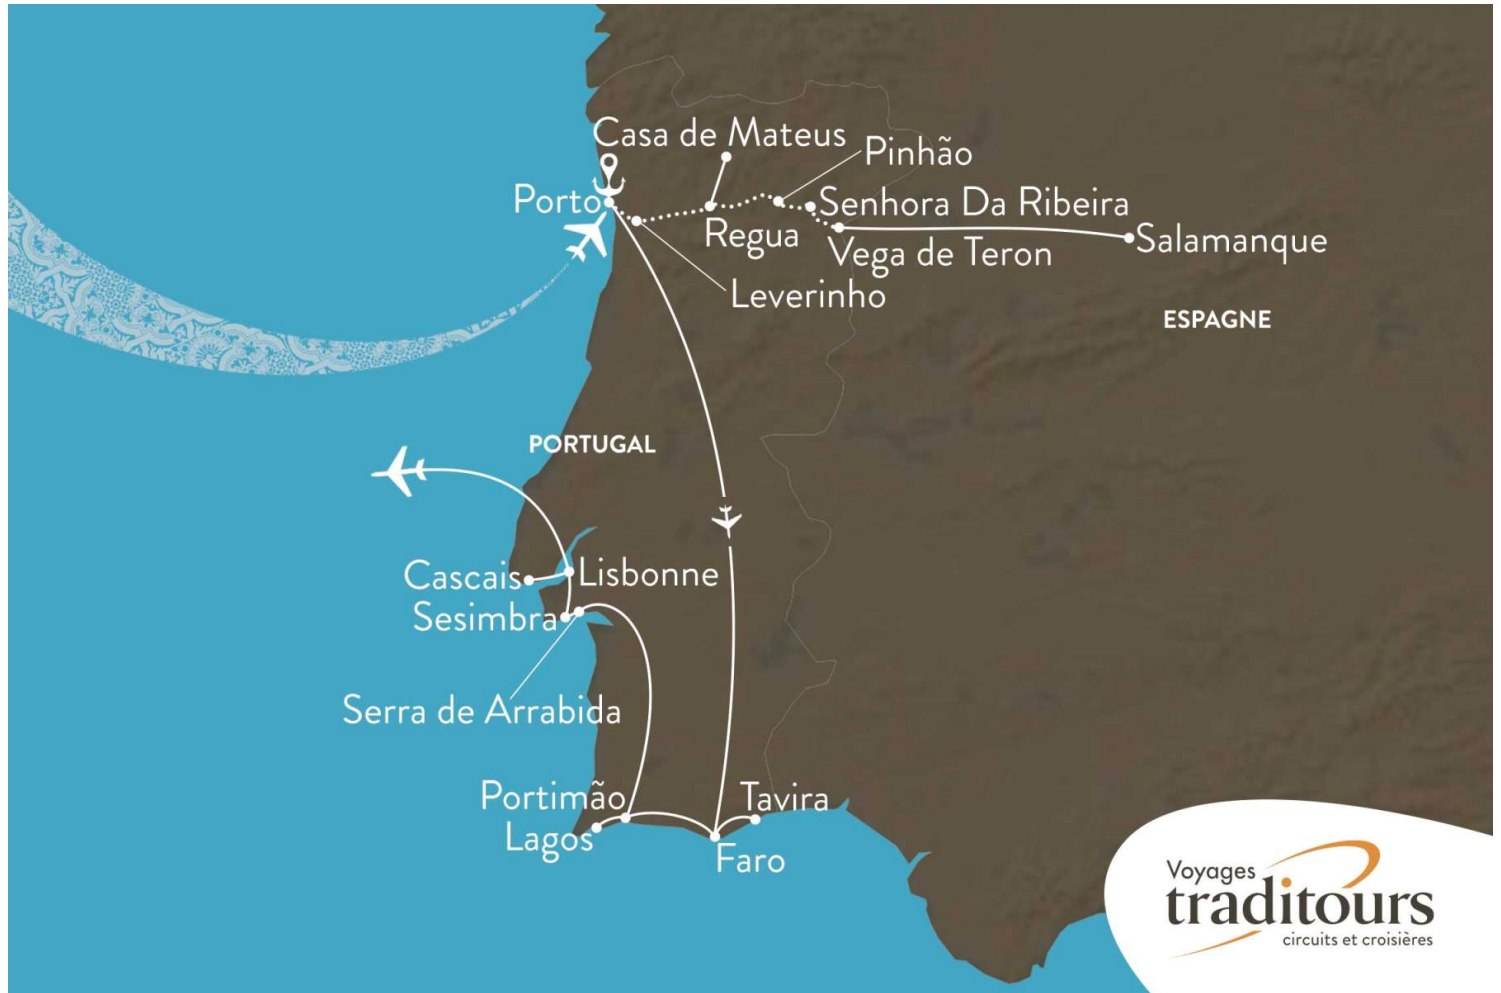 Casa de Mateus
Pinhão
Porto
Senhora Da Ribeira
Regua
Vega de Teron
Salamanque
Leverinho
ESPAGNE
PORTUGAL
Cascais
Lisbonne
Sesimbra
Serra de Arrabida
Portimão
Tavira
Lagos
Faro
Voyages
traditours
circuits et croisières